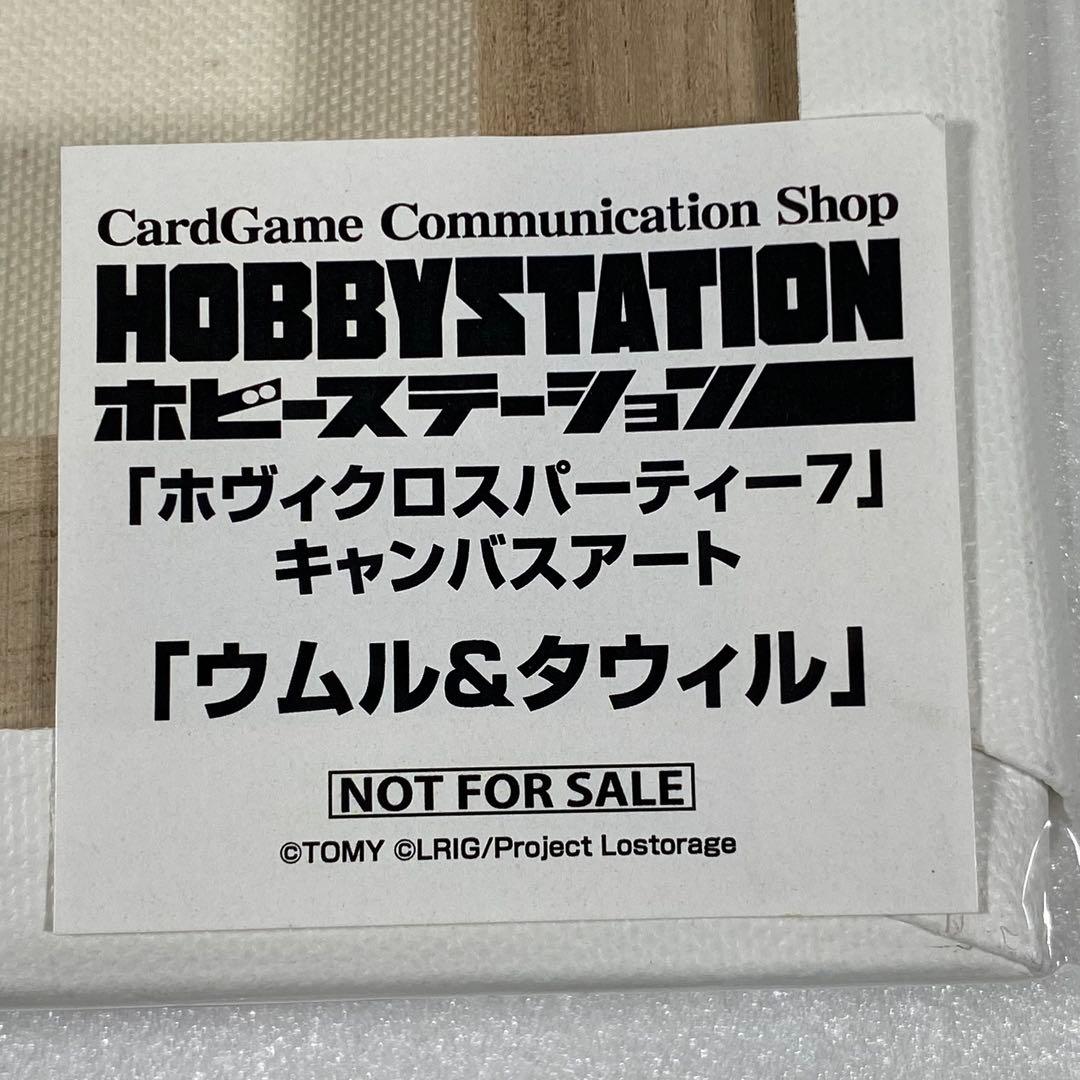 CardGame Communication Shop
HOBBYSTATION
ホビーステーション
「ホヴィクロスパーティー7」
キャンバスアート
「ウムル&タウィル」
NOT FOR SALE
©TOMY ©LRIG/Project Lostorage